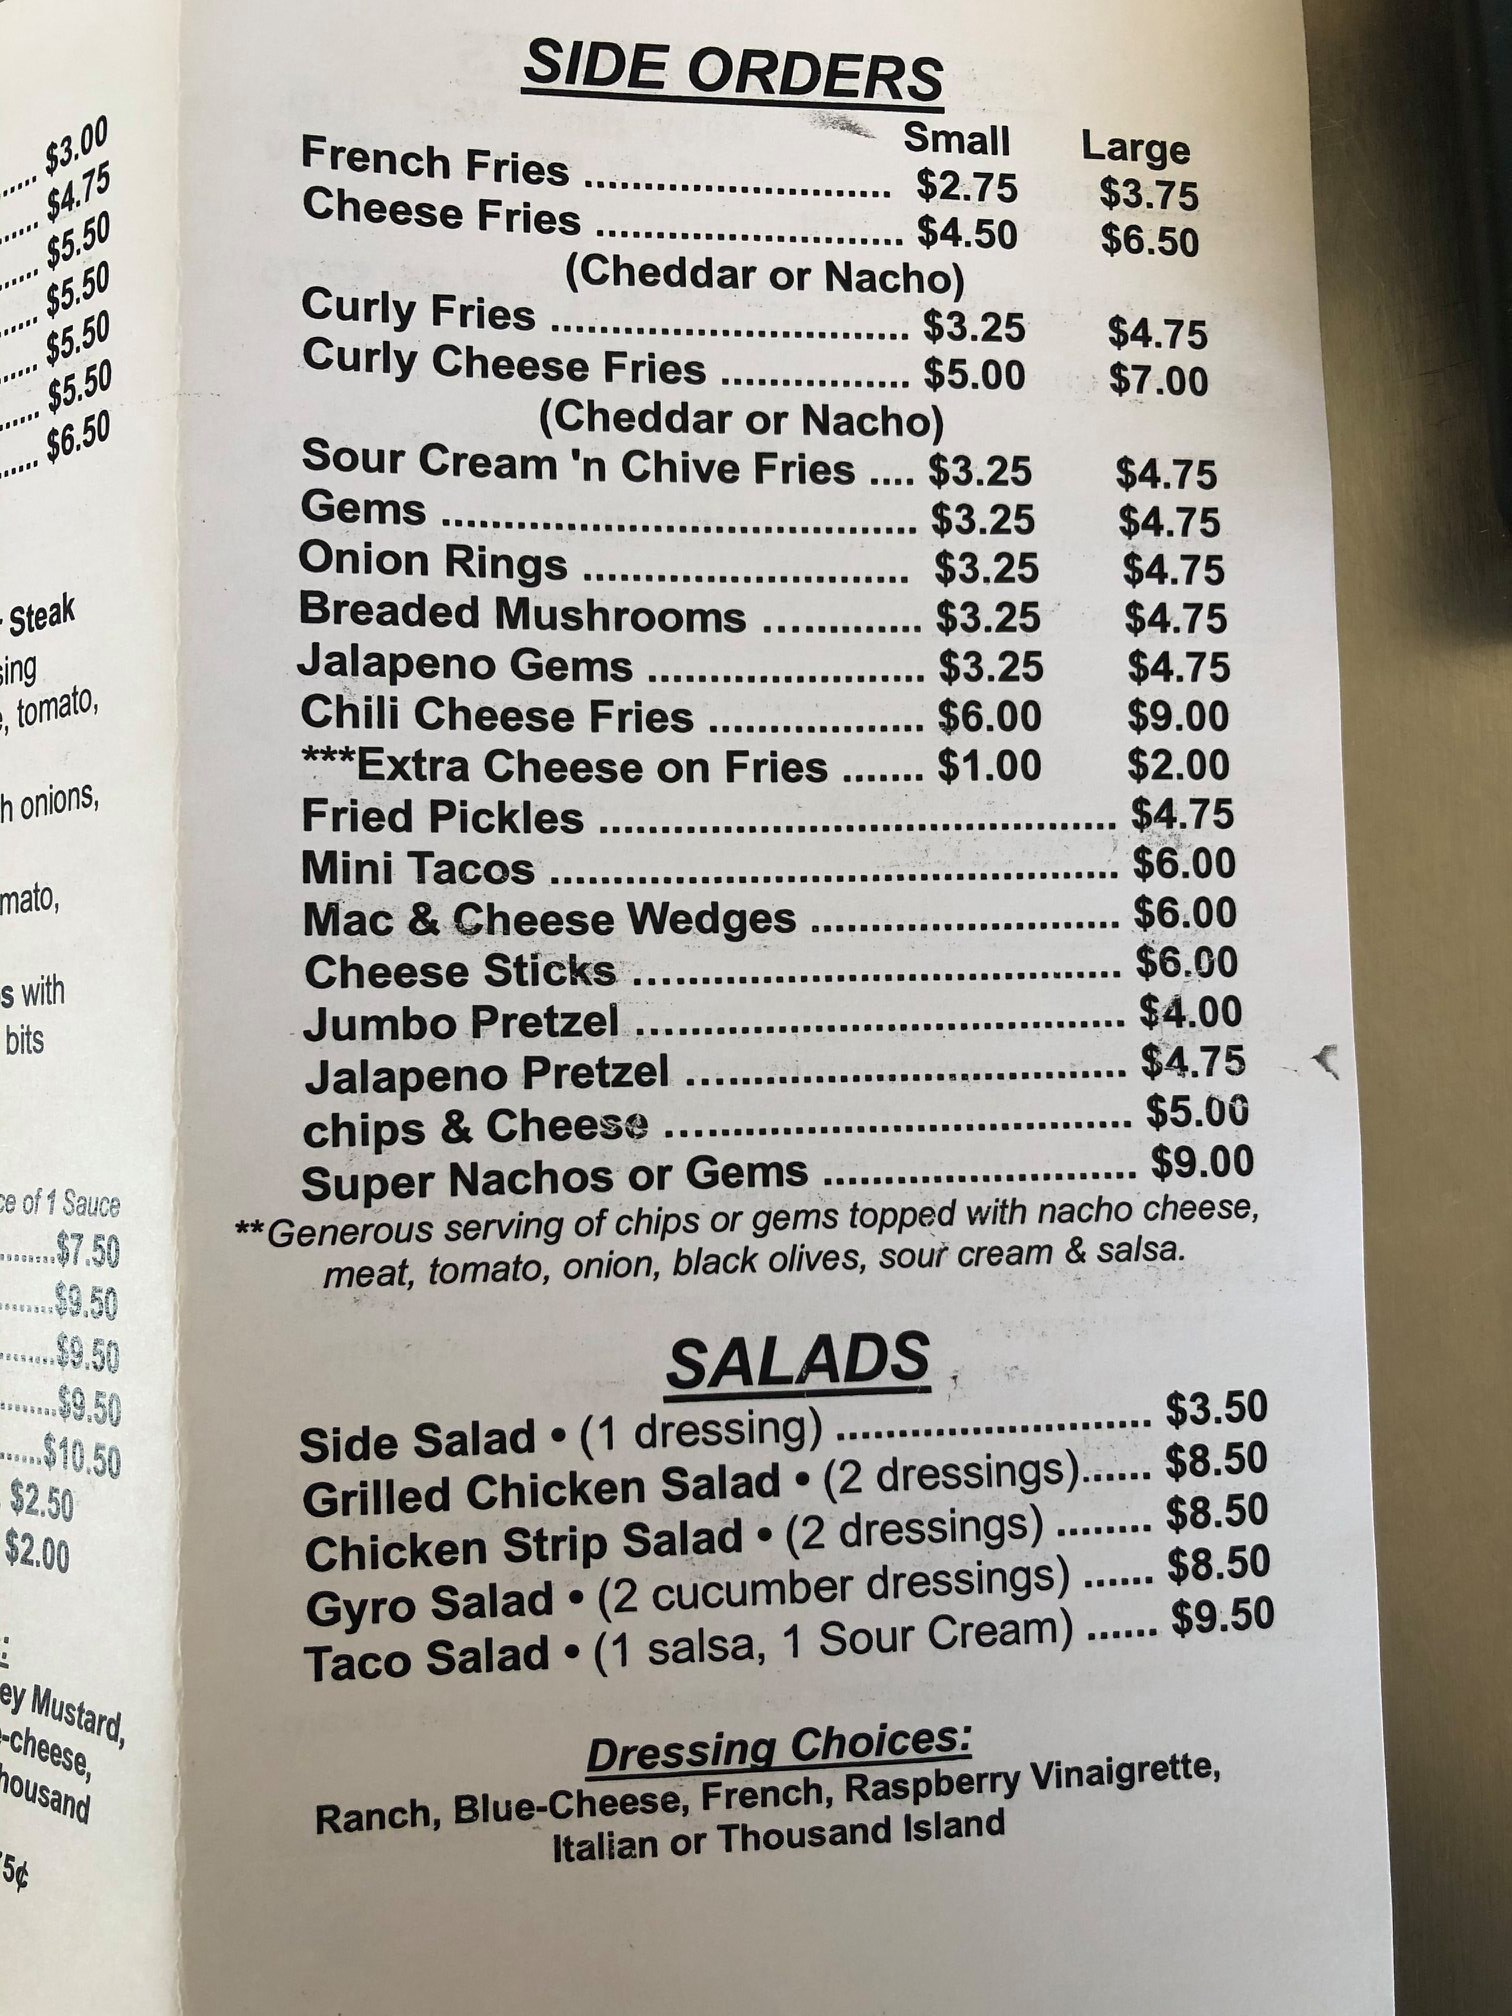 $3.00
$4.75
$5.50
$5.50
$5.50
$5.50
$6.50
Steak
tomato,
onions,
with
bits
of 1 Sauce
$7.50
$9.50
$9.50
$9.50
$10.50
$2.50
$2.00
Mustard,
SIDE ORDERS
Small Large
French Fries ......................... $2.75 $3.75
Cheese Fries ......................... $4.50 $6.50
(Cheddar or Nacho)
Curly Fries ............................. $3.25 $4.75
Curly Cheese Fries ................ $5.00 $7.00
(Cheddar or Nacho)
Sour Cream 'n Chive Fries .... $3.25 $4.75
Gems ....................................... $3.25 $4.75
Onion Rings ........................... $3.25 $4.75
Breaded Mushrooms ............. $3.25 $4.75
Jalapeno Gems ....................... $3.25 $4.75
Chili Cheese Fries .................. $6.00 $9.00
***Extra Cheese on Fries ....... $1.00 $2.00
Fried Pickles .......................................... $4.75
Mini Tacos .............................................. $6.00
Mac & Cheese Wedges ......................... $6.00
Cheese Sticks ........................................ $6.00
Jumbo Pretzel ........................................ $4.00
Jalapeno Pretzel .................................... $4.75
chips & Cheese ...................................... $5.00
Super Nachos or Gems .......................... $9.00
**Generous serving of chips or gems topped with nacho cheese,
meat, tomato, onion, black olives, sour cream & salsa.
SALADS
Side Salad • (1 dressing) .......................... $3.50
Grilled Chicken Salad • (2 dressings)...... $8.50
Chicken Strip Salad • (2 dressings) ........ $8.50
Gyro Salad • (2 cucumber dressings) ...... $8.50
Taco Salad • (1 salsa, 1 Sour Cream) ...... $9.50
Dressing Choices:
Ranch, Blue-Cheese, French, Raspberry Vinaigrette,
Italian or Thousand Island